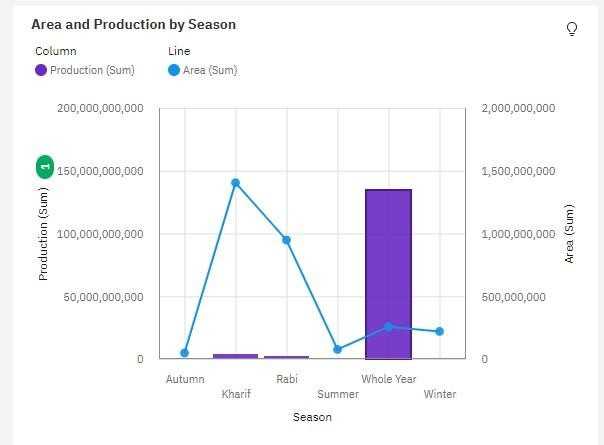 Area and Production by Season
Column
Line
Production (Sum)
Area (Sum)
200,000,000,000
2,000,000,000
150,000,000,000
1,500,000,000
100,000,000,000
1,000,000,000
50,000,000,000
500,000,000
0
0
1
Production (Sum)
Area (Sum)
Autumn
Kharif
Rabi
Summer
Whole Year
Winter
Season